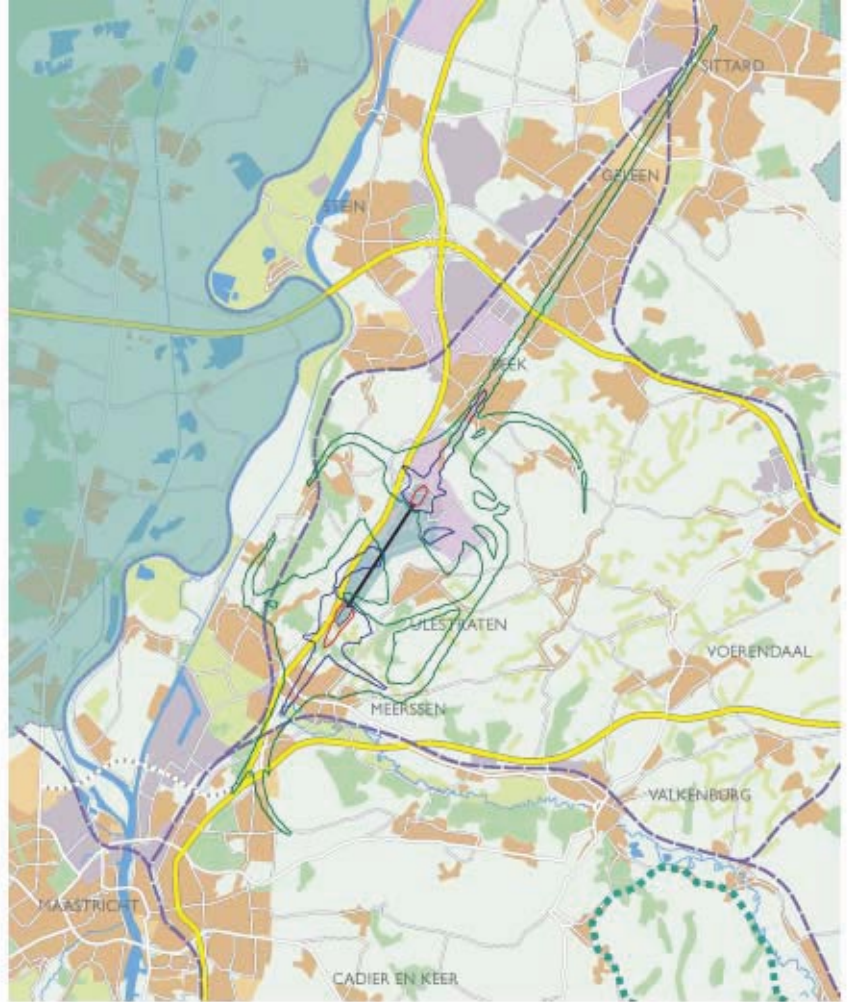 SITTARD
GELEEN
STEIN
BEEK
ULESTRATEN
VOERENDAAL
MEERSSEN
VALKENBURG
MAASTRICHT
CADIER EN KEER